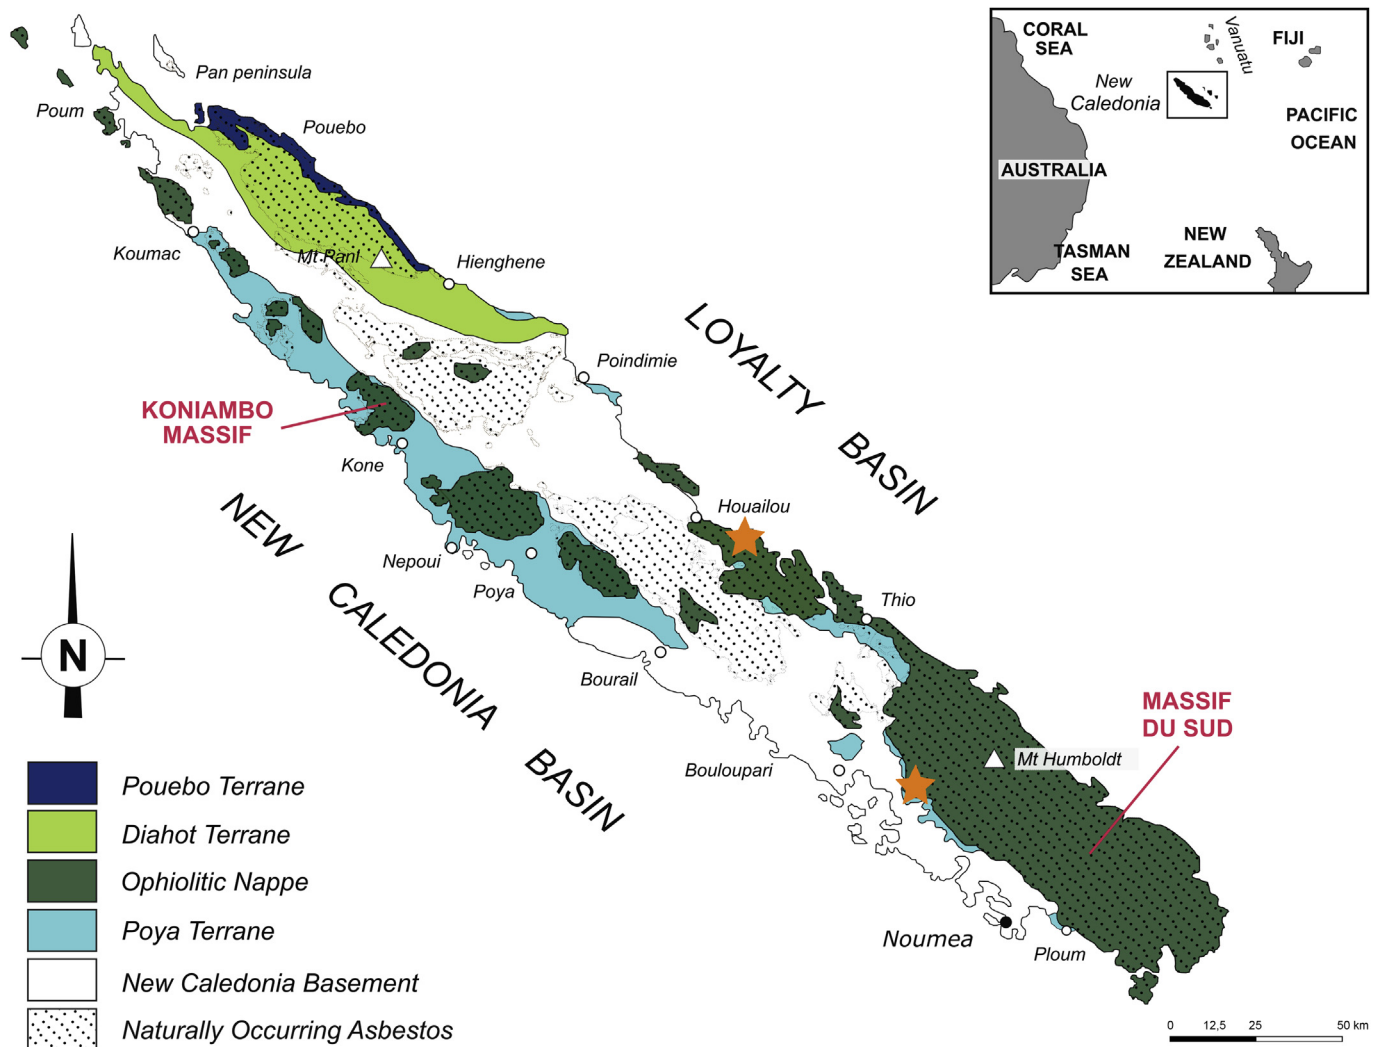 Pan peninsula
Poum
Pouebo
Koumac
Mt Panl
Hienghene
Poindimie
KONIAMBO
MASSIF
Kone
LOYALTY BASIN
Houailou
NEW CALEDONIA BASIN
Nepoui
Poya
Thio
Bourail
MASSIF
DU SUD
Bouloupari
Mt Humboldt
Noumea
Ploum
N
CORAL
SEA
Vanuatu
FIJI
New
Caledonia
PACIFIC
OCEAN
AUSTRALIA
TASMAN
SEA
NEW
ZEALAND
Pouebo Terrane
Diahot Terrane
Ophiolitic Nappe
Poya Terrane
New Caledonia Basement
Naturally Occurring Asbestos
0 12,5 25 50 km